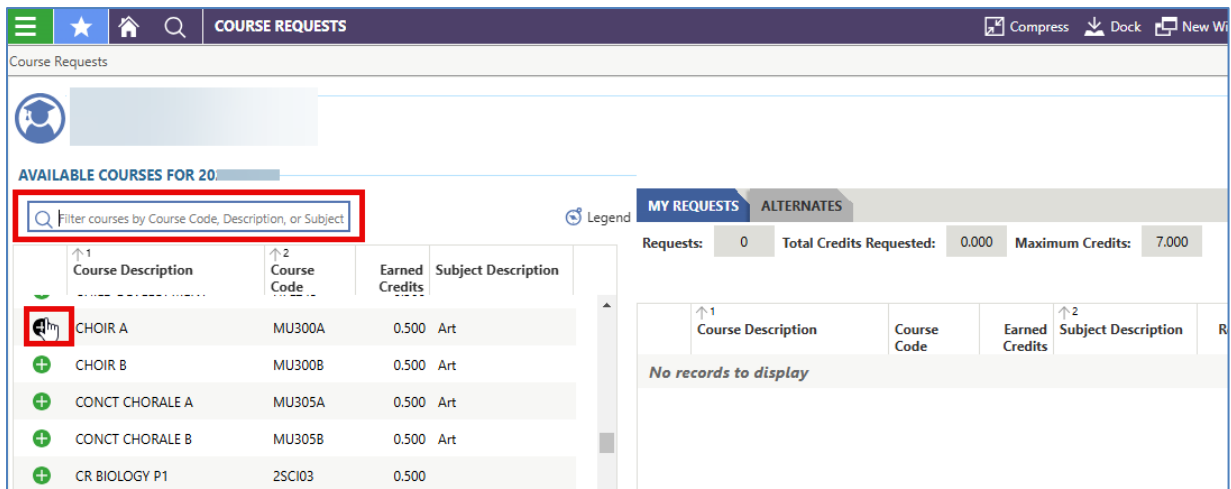 COURSE REQUESTS
Compress Dock New Wi
Course Requests
AVAILABLE COURSES FOR 20
Filter courses by Course Code, Description, or Subject
Legend
MY REQUESTS ALTERNATES
Requests: 0 Total Credits Requested: 0.000 Maximum Credits: 7.000
1 2
Course Description Course Code Earned Credits Subject Description
CHOIR A MU300A 0.500 Art
CHOIR B MU300B 0.500 Art
CONCT CHORALE A MU305A 0.500 Art
CONCT CHORALE B MU305B 0.500 Art
CR BIOLOGY P1 2SCI03 0.500
1 2
Course Description Course Code Earned Credits Subject Description R
No records to display